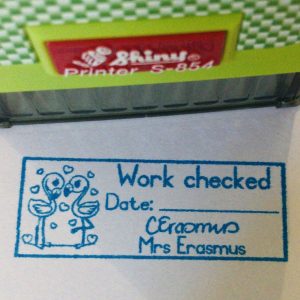 Shiny
Printer S-854
Work checked
Date:
CErasmus
Mrs Erasmus